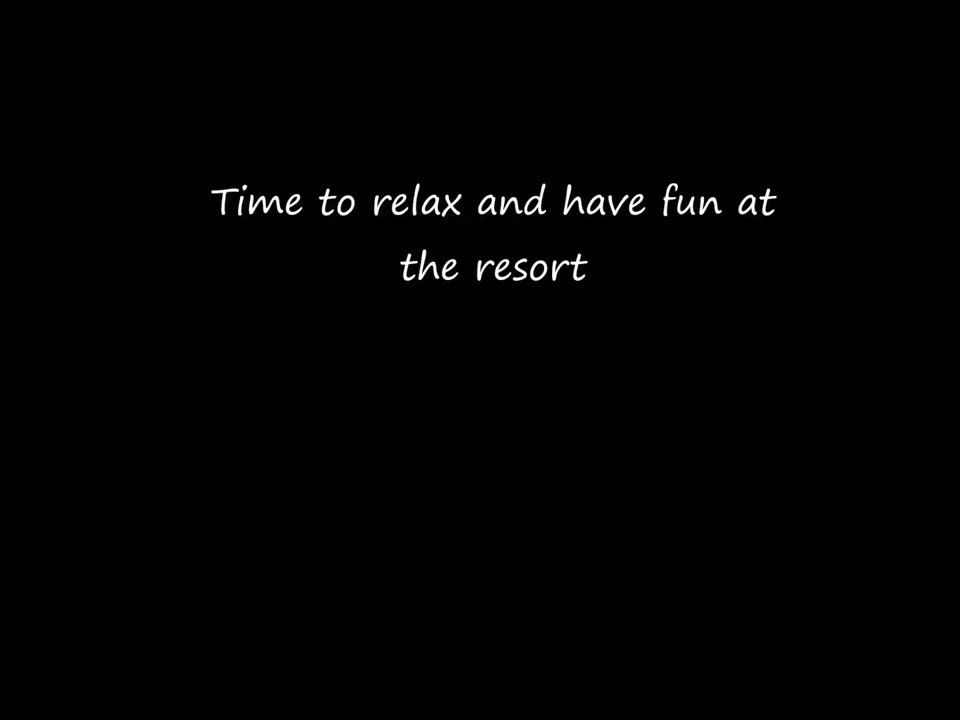 Time to relax and have fun at
the resort